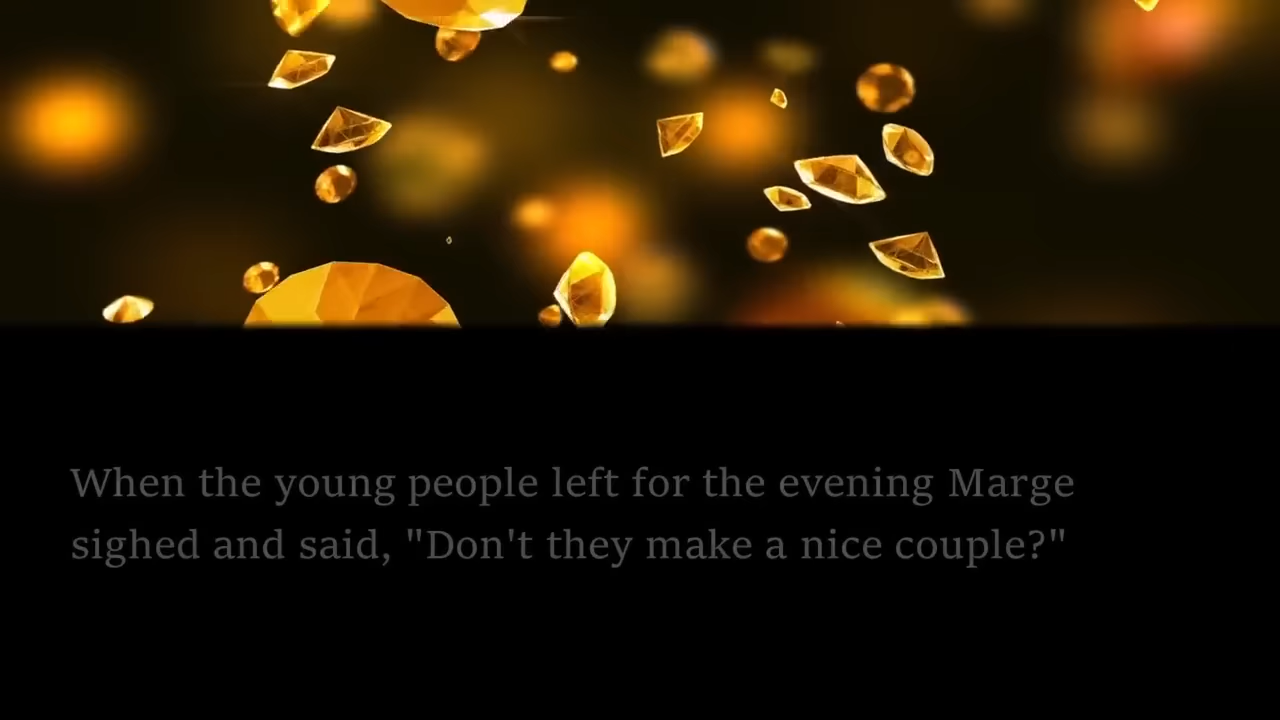 When the young people left for the evening Marge
sighed and said, "Don't they make a nice couple?"